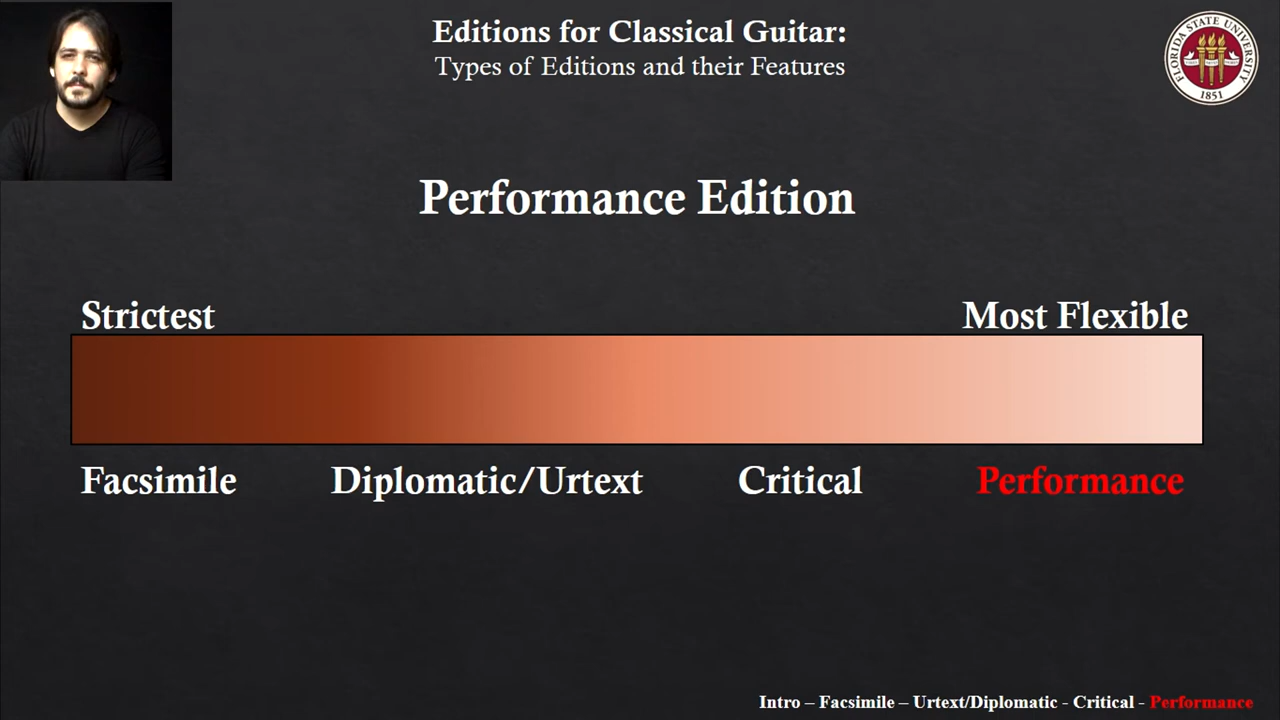 Editions for Classical Guitar:
Types of Editions and their Features
FLORIDA STATE UNIVERSITY
1851
Performance Edition
Strictest
Most Flexible
Facsimile
Diplomatic/Urtext
Critical
Performance
Intro – Facsimile – Urtext/Diplomatic - Critical - Performance